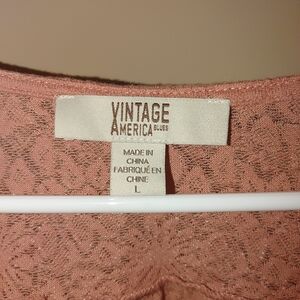 VINTAGE
AMERICA BLUES
MADE IN
CHINA
FABRIQUÉ EN
CHINE
L